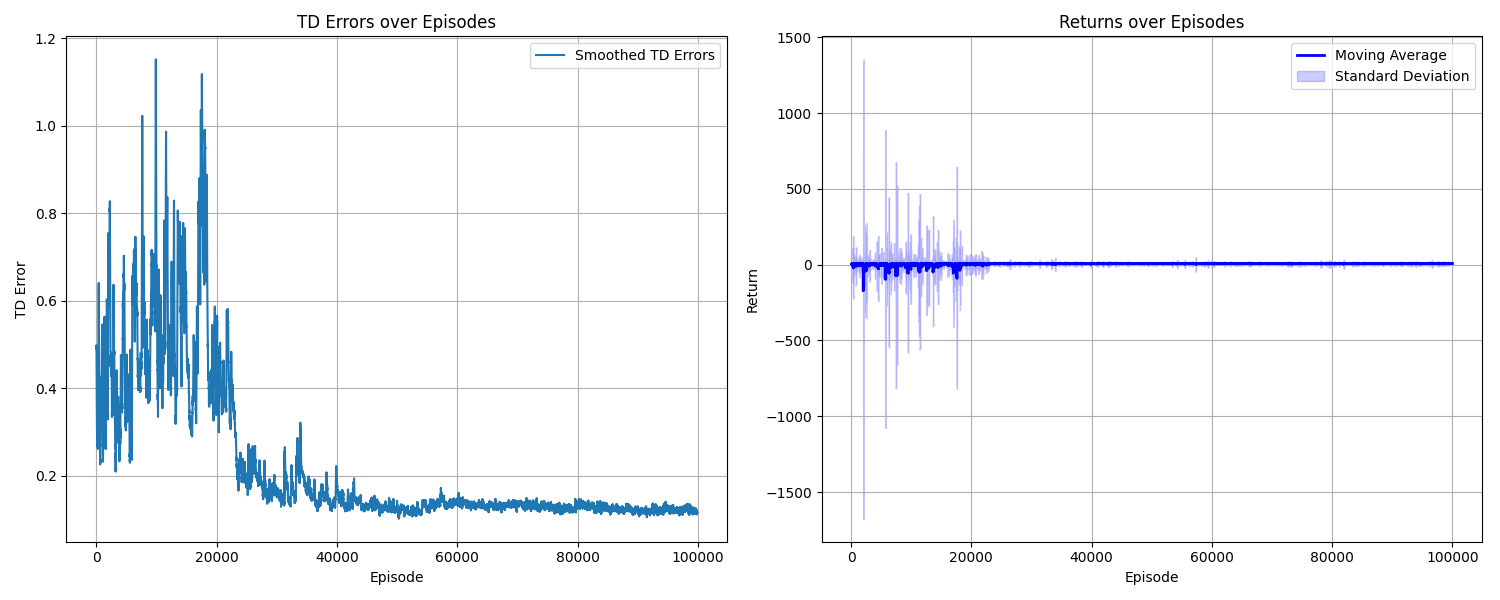 TD Errors over Episodes
Smoothed TD Errors
1.2
1.0
0.8
0.6
0.4
0.2
TD Error
0 20000 40000 60000 80000 100000
Episode
Returns over Episodes
Moving Average
Standard Deviation
1500
1000
500
0
−500
−1000
−1500
Return
0 20000 40000 60000 80000 100000
Episode